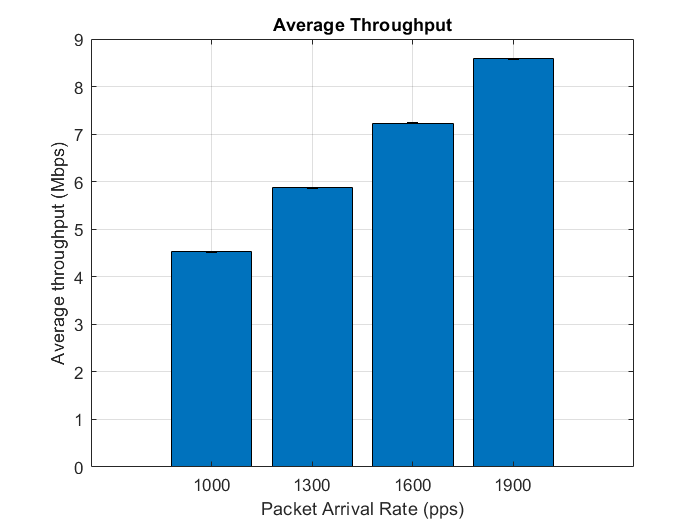 Average Throughput
Average throughput (Mbps)
9
8
7
6
5
4
3
2
1
0
1000 1300 1600 1900
Packet Arrival Rate (pps)